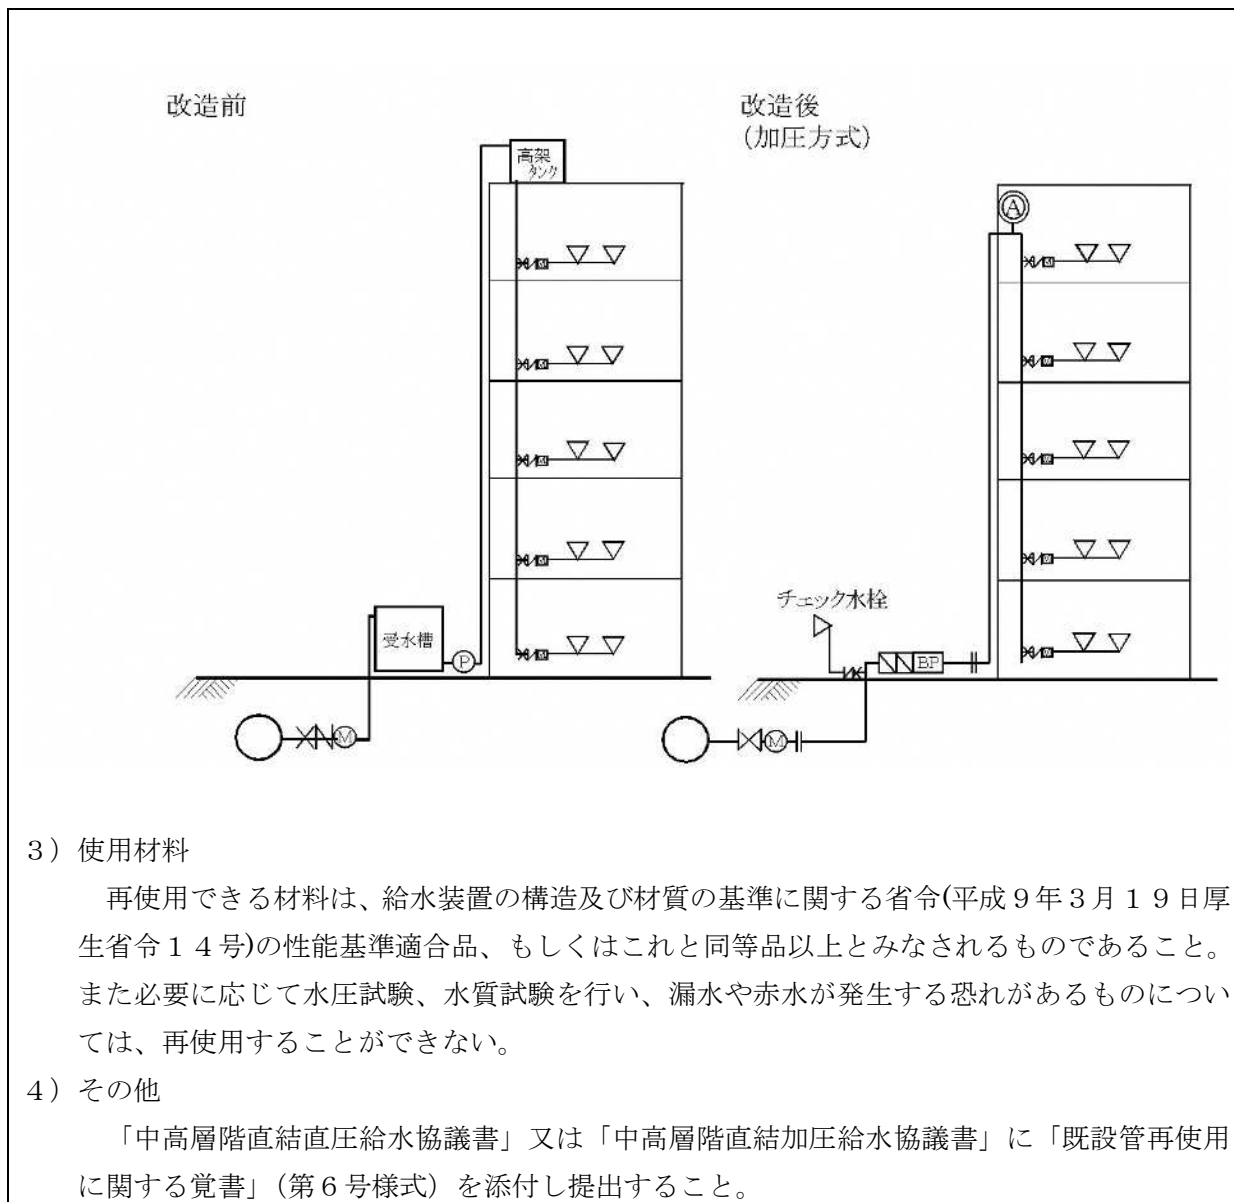 改造前
改造後
(加圧方式)
高架
タンク
A
チェック水栓
受水槽
P
BP
M
M
3）使用材料
再使用できる材料は、給水装置の構造及び材質の基準に関する省令(平成９年３月１９日厚
生省令１４号)の性能基準適合品、もしくはこれと同等品以上とみなされるものであること。
また必要に応じて水圧試験、水質試験を行い、漏水や赤水が発生する恐れがあるものについ
ては、再使用することができない。
4）その他
「中高層階直結直圧給水協議書」又は「中高層階直結加圧給水協議書」に「既設管再使用
に関する覚書」（第６号様式）を添付し提出すること。